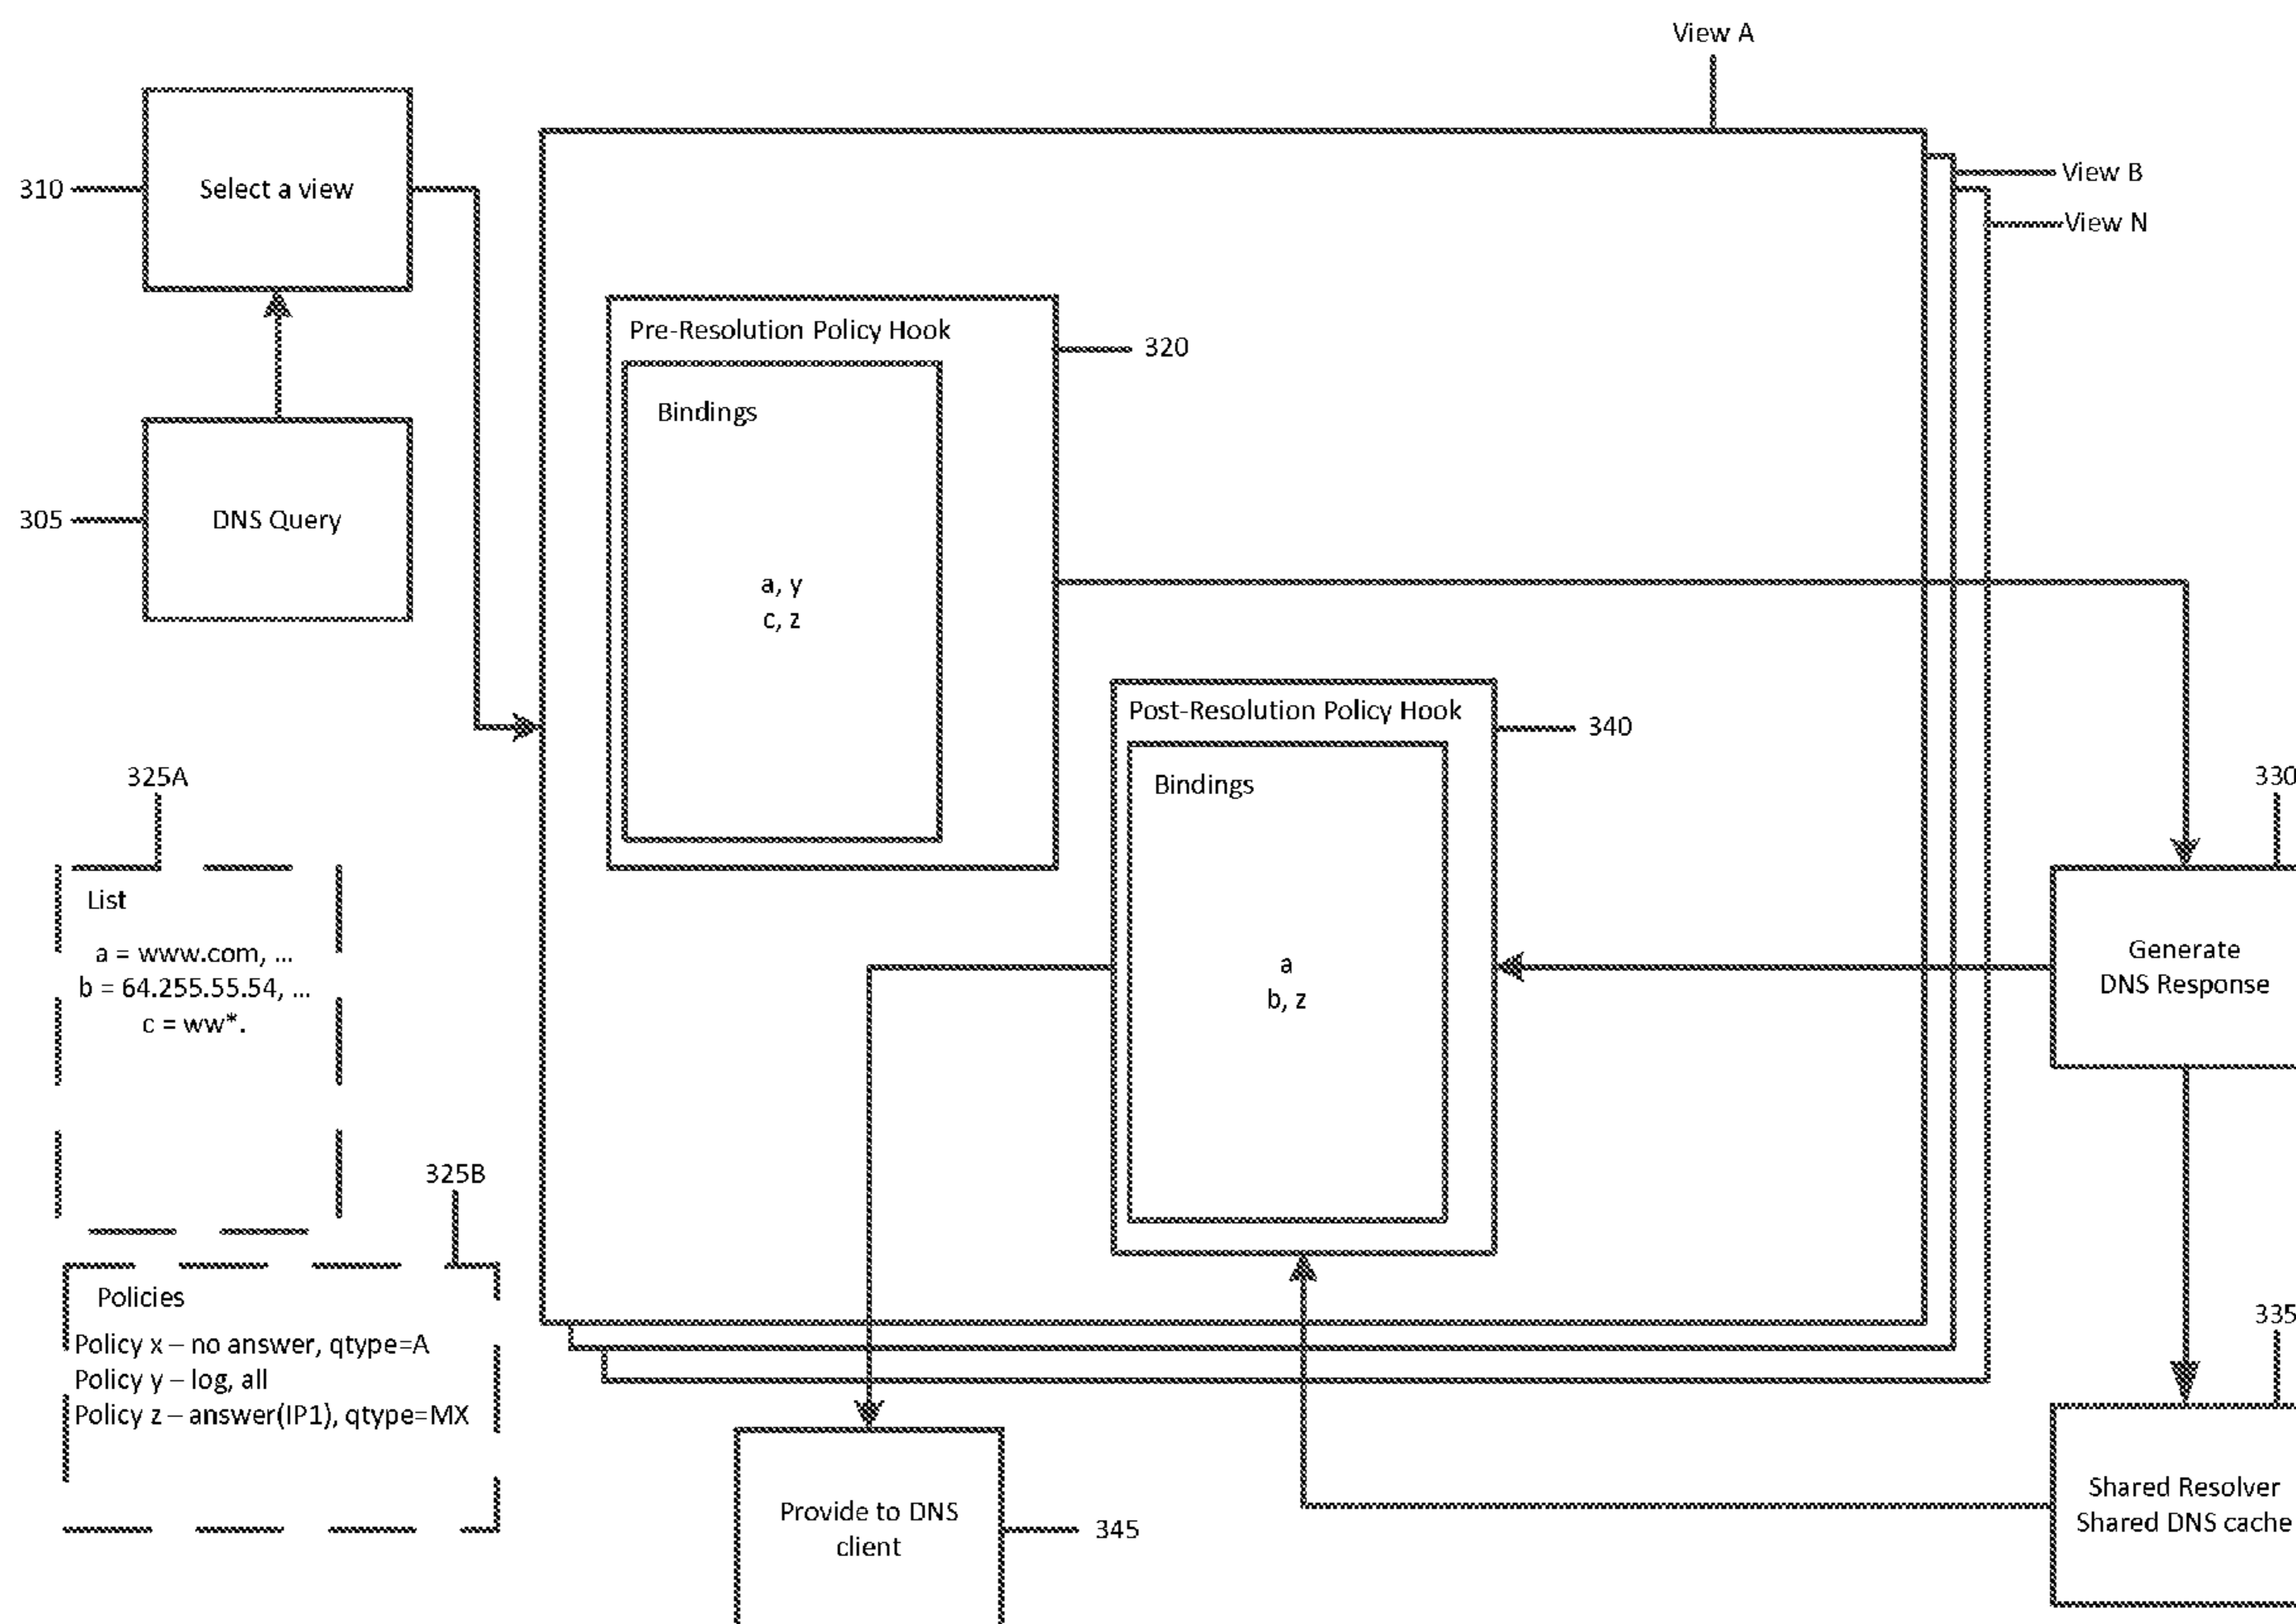 View A
310
Select a view
View B
View N
Pre-Resolution Policy Hook
320
Bindings
305
DNS Query
a, y
c, z
Post-Resolution Policy Hook
340
Bindings
325A
330
List
a = www.com, ...
b = 64.255.55.54, ...
c = ww*.
a
b, z
Generate
DNS Response
325B
Policies
Policy x – no answer, qtype=A
Policy y – log, all
Policy z – answer(IP1), qtype=MX
335
Provide to DNS
client
345
Shared Resolver
Shared DNS cache